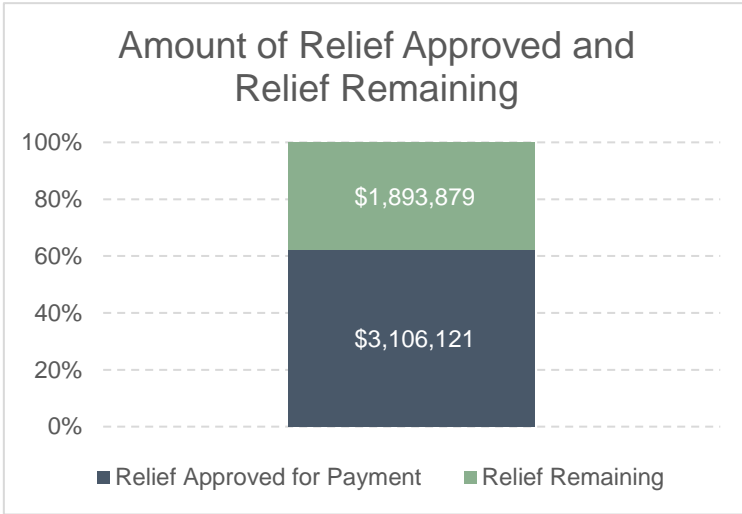 Amount of Relief Approved and
Relief Remaining
100%
80%
60%
40%
20%
0%
$1,893,879
$3,106,121
Relief Approved for Payment
Relief Remaining